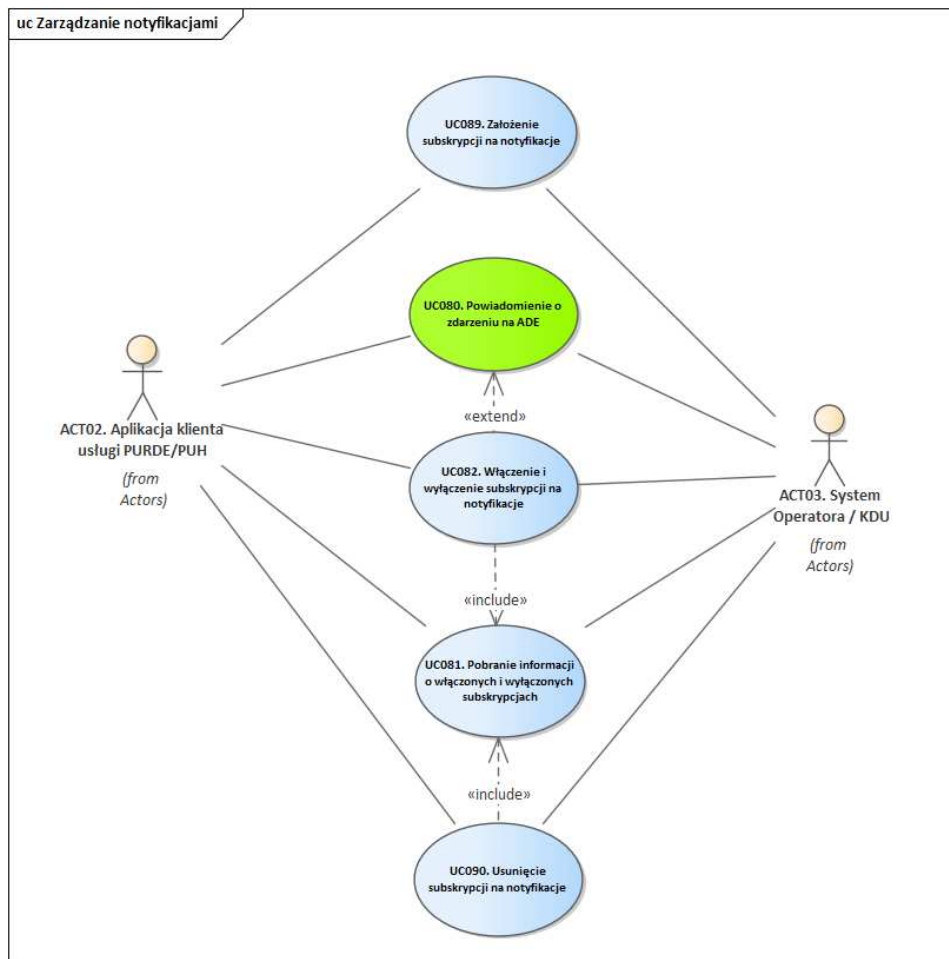 uc Zarządzanie notyfikacjami
UC089. Założenie
subskrypcji na notyfikacje
UC080. Powiadomienie o
zdarzeniu na ADE
«extend»
ACT02. Aplikacja klienta
usługi PURDE/PUH
(from
Actors)
UC082. Włączenie i
wyłączenie subskrypcji na
notyfikacje
ACT03. System
Operatora / KDU
(from
Actors)
«include»
UC081. Pobranie informacji
o włączonych i wyłączonych
subskrypcjach
«include»
UC090. Usunięcie
subskrypcji na notyfikacje